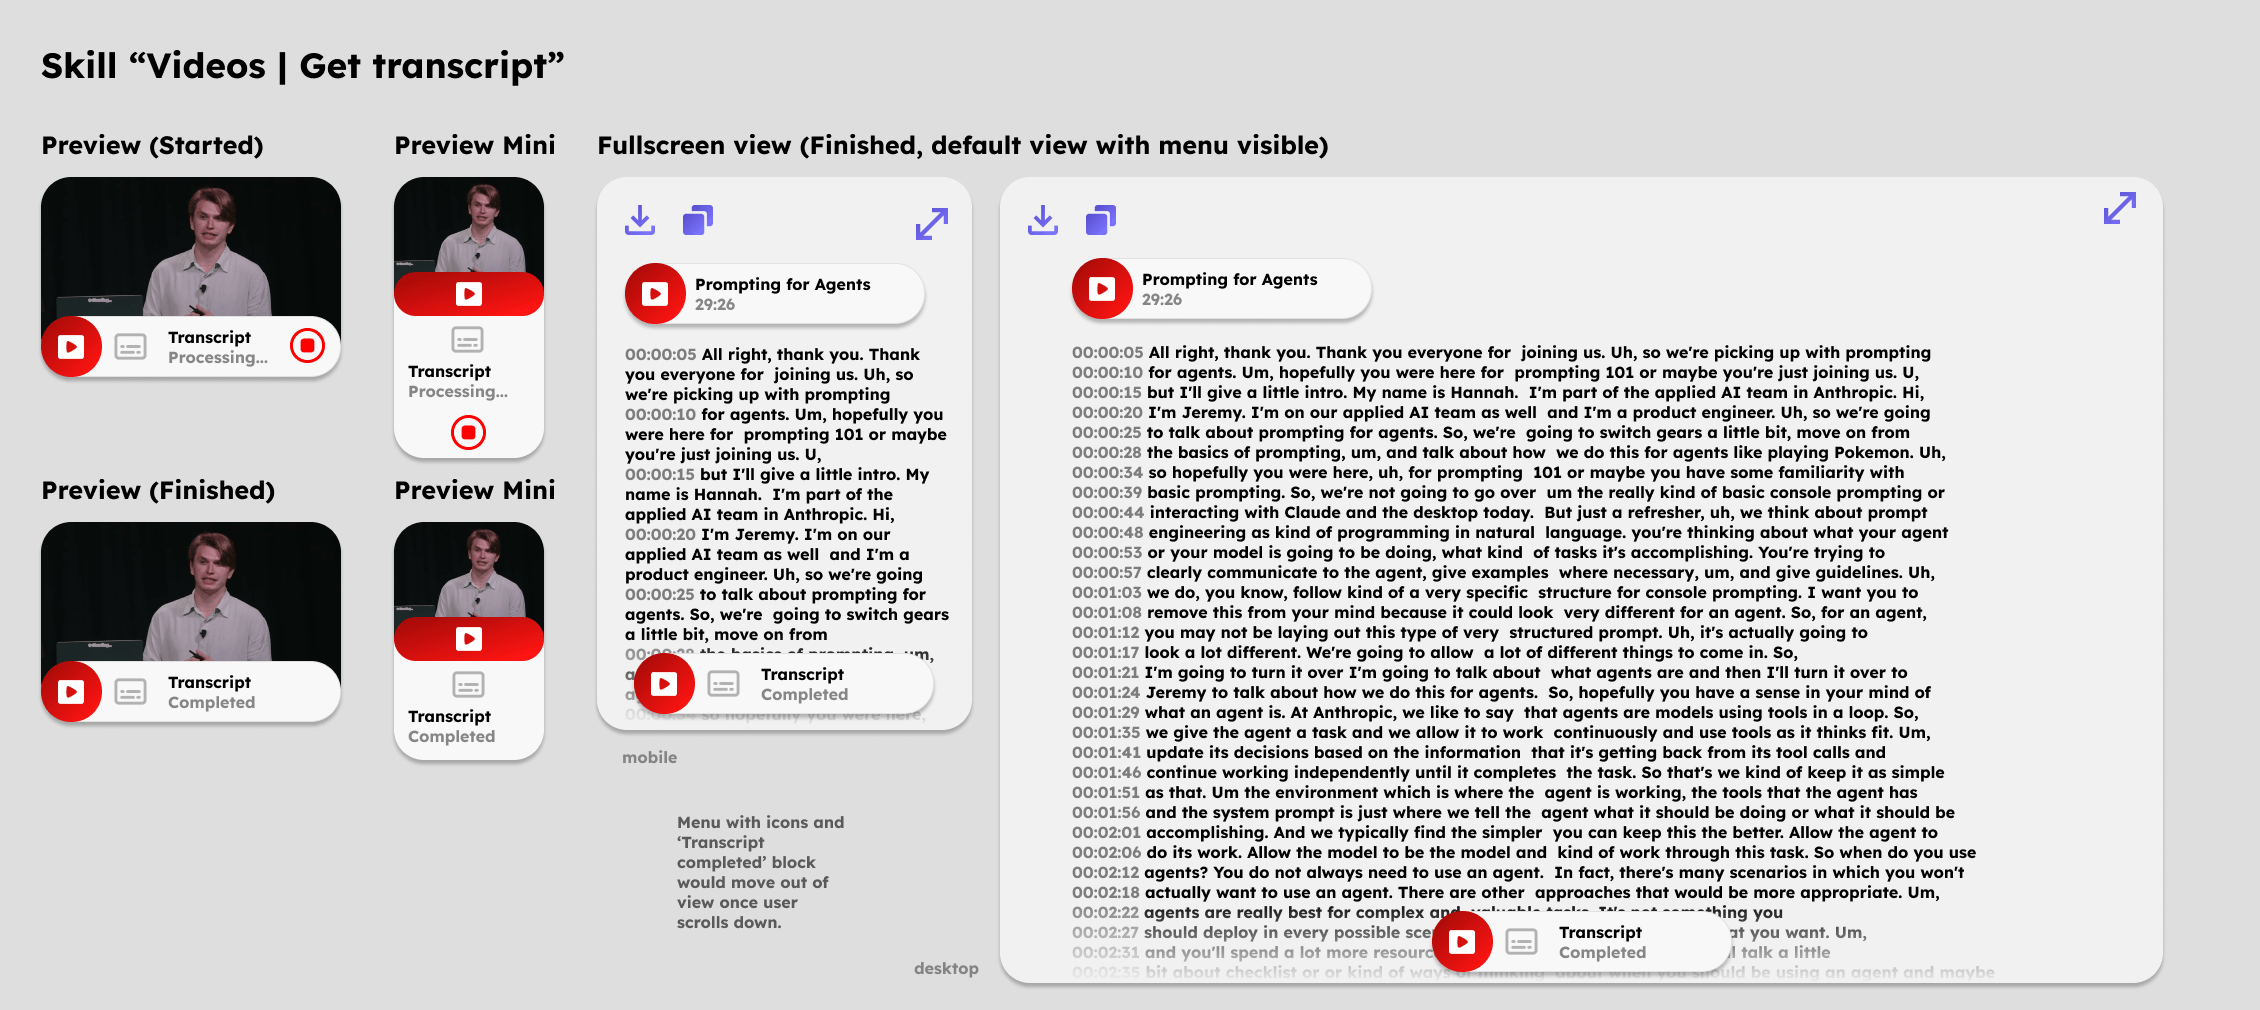 Skill “Videos | Get transcript”
Preview (Started)
Transcript
Processing...
Preview Mini
Transcript
Processing...
Preview (Finished)
Transcript
Completed
Preview Mini
Transcript
Completed
Fullscreen view (Finished, default view with menu visible)
Prompting for Agents
29:26
00:00:05 All right, thank you. Thank
you everyone for  joining us. Uh, so
we're picking up with prompting
00:00:10 for agents. Um, hopefully you
were here for  prompting 101 or maybe
you're just joining us. U,
00:00:15 but I'll give a little intro. My
name is Hannah.  I'm part of the
applied AI team in Anthropic. Hi,
00:00:20 I'm Jeremy. I'm on our
applied AI team as well  and I'm a
product engineer. Uh, so we're going
00:00:25 to talk about prompting for
agents. So, we're  going to switch gears
a little bit, move on from
00:00:28 the basics of prompting, um,
Transcript
Completed
so hopefully you were here,
mobile
Menu with icons and
‘Transcript
completed’ block
would move out of
view once user
scrolls down.
desktop
Prompting for Agents
29:26
00:00:05 All right, thank you. Thank you everyone for  joining us. Uh, so we're picking up with prompting
00:00:10 for agents. Um, hopefully you were here for  prompting 101 or maybe you're just joining us. U,
00:00:15 but I'll give a little intro. My name is Hannah.  I'm part of the applied AI team in Anthropic. Hi,
00:00:20 I'm Jeremy. I'm on our applied AI team as well  and I'm a product engineer. Uh, so we're going
00:00:25 to talk about prompting for agents. So, we're  going to switch gears a little bit, move on from
00:00:28 the basics of prompting, um, and talk about how  we do this for agents like playing Pokemon. Uh,
00:00:34 so hopefully you were here, uh, for prompting  101 or maybe you have some familiarity with
00:00:39 basic prompting. So, we're not going to go over  um the really kind of basic console prompting or
00:00:44 interacting with Claude and the desktop today.  But just a refresher, uh, we think about prompt
00:00:48 engineering as kind of programming in natural  language. you're thinking about what your agent
00:00:53 or your model is going to be doing, what kind  of tasks it's accomplishing. You're trying to
00:00:57 clearly communicate to the agent, give examples  where necessary, um, and give guidelines. Uh,
00:01:03 we do, you know, follow kind of a very specific  structure for console prompting. I want you to
00:01:08 remove this from your mind because it could look  very different for an agent. So, for an agent,
00:01:12 you may not be laying out this type of very  structured prompt. Uh, it's actually going to
00:01:17 look a lot different. We're going to allow  a lot of different things to come in. So,
00:01:21 I'm going to turn it over I'm going to talk about  what agents are and then I'll turn it over to
00:01:24 Jeremy to talk about how we do this for agents.  So, hopefully you have a sense in your mind of
00:01:29 what an agent is. At Anthropic, we like to say  that agents are models using tools in a loop. So,
00:01:35 we give the agent a task and we allow it to work  continuously and use tools as it thinks fit. Um,
00:01:41 update its decisions based on the information  that it's getting back from its tool calls and
00:01:46 continue working independently until it completes  the task. So that's we kind of keep it as simple
00:01:51 as that. Um the environment which is where the  agent is working, the tools that the agent has
00:01:56 and the system prompt is just where we tell the  agent what it should be doing or what it should be
00:02:01 accomplishing. And we typically find the simpler  you can keep this the better. Allow the agent to
00:02:06 do its work. Allow the model to be the model and  kind of work through this task. So when do you use
00:02:12 agents? You do not always need to use an agent.  In fact, there's many scenarios in which you won't
00:02:18 actually want to use an agent. There are other  approaches that would be more appropriate. Um,
00:02:22 agents are really best for complex and  valuable tasks. It's not something you
00:02:27 should deploy in every possible at you want. Um,
00:02:31 and you'll spend a lot more talk a little
00:02:35 bit about checklist or or kind of ways of thinking  about when you should be using an agent and maybe
Transcript
Completed